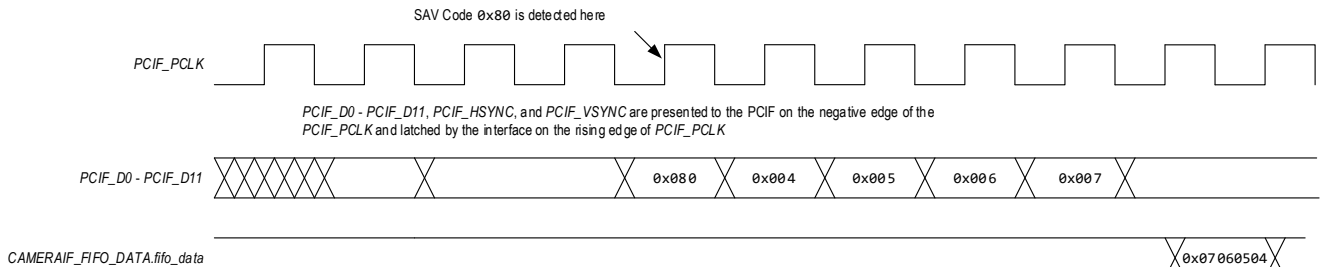 SAV Code 0x80 is detected here
PCIF_PCLK
PCIF_D0 - PCIF_D11, PCIF_HSYNC, and PCIF_VSYNC are presented to the PCIF on the negative edge of the
PCIF_PCLK and latched by the interface on the rising edge of PCIF_PCLK
PCIF_D0 - PCIF_D11 0x080 0x004 0x005 0x006 0x007
CAMERAIF_FIFO_DATA.fifo_data 0x07060504